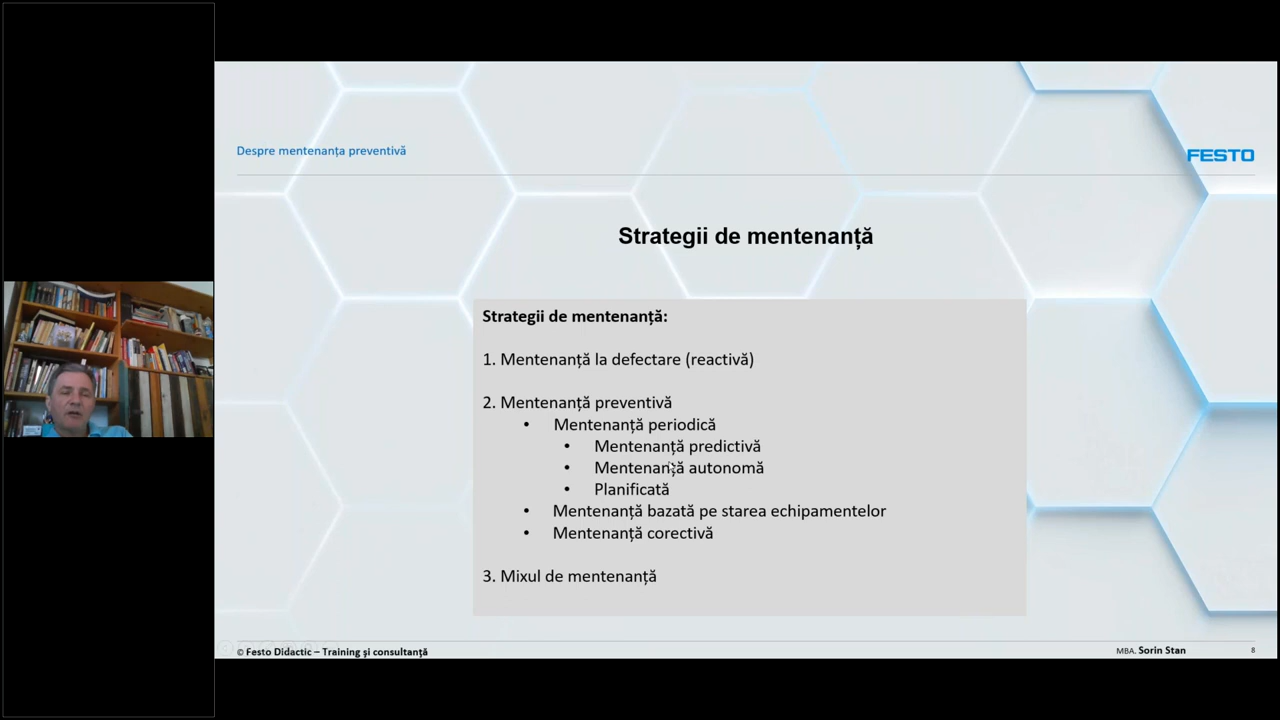 Despre mentenanța preventivă
FESTO
Strategii de mentenanță
Strategii de mentenanță:
1. Mentenanță la defectare (reactivă)
2. Mentenanță preventivă
• Mentenanță periodică
• Mentenanță predictivă
• Mentenanță autonomă
• Planificată
• Mentenanță bazată pe starea echipamentelor
• Mentenanță corectivă
3. Mixul de mentenanță
© Festo Didactic – Training şi consultanţă
MBA. Sorin Stan
8